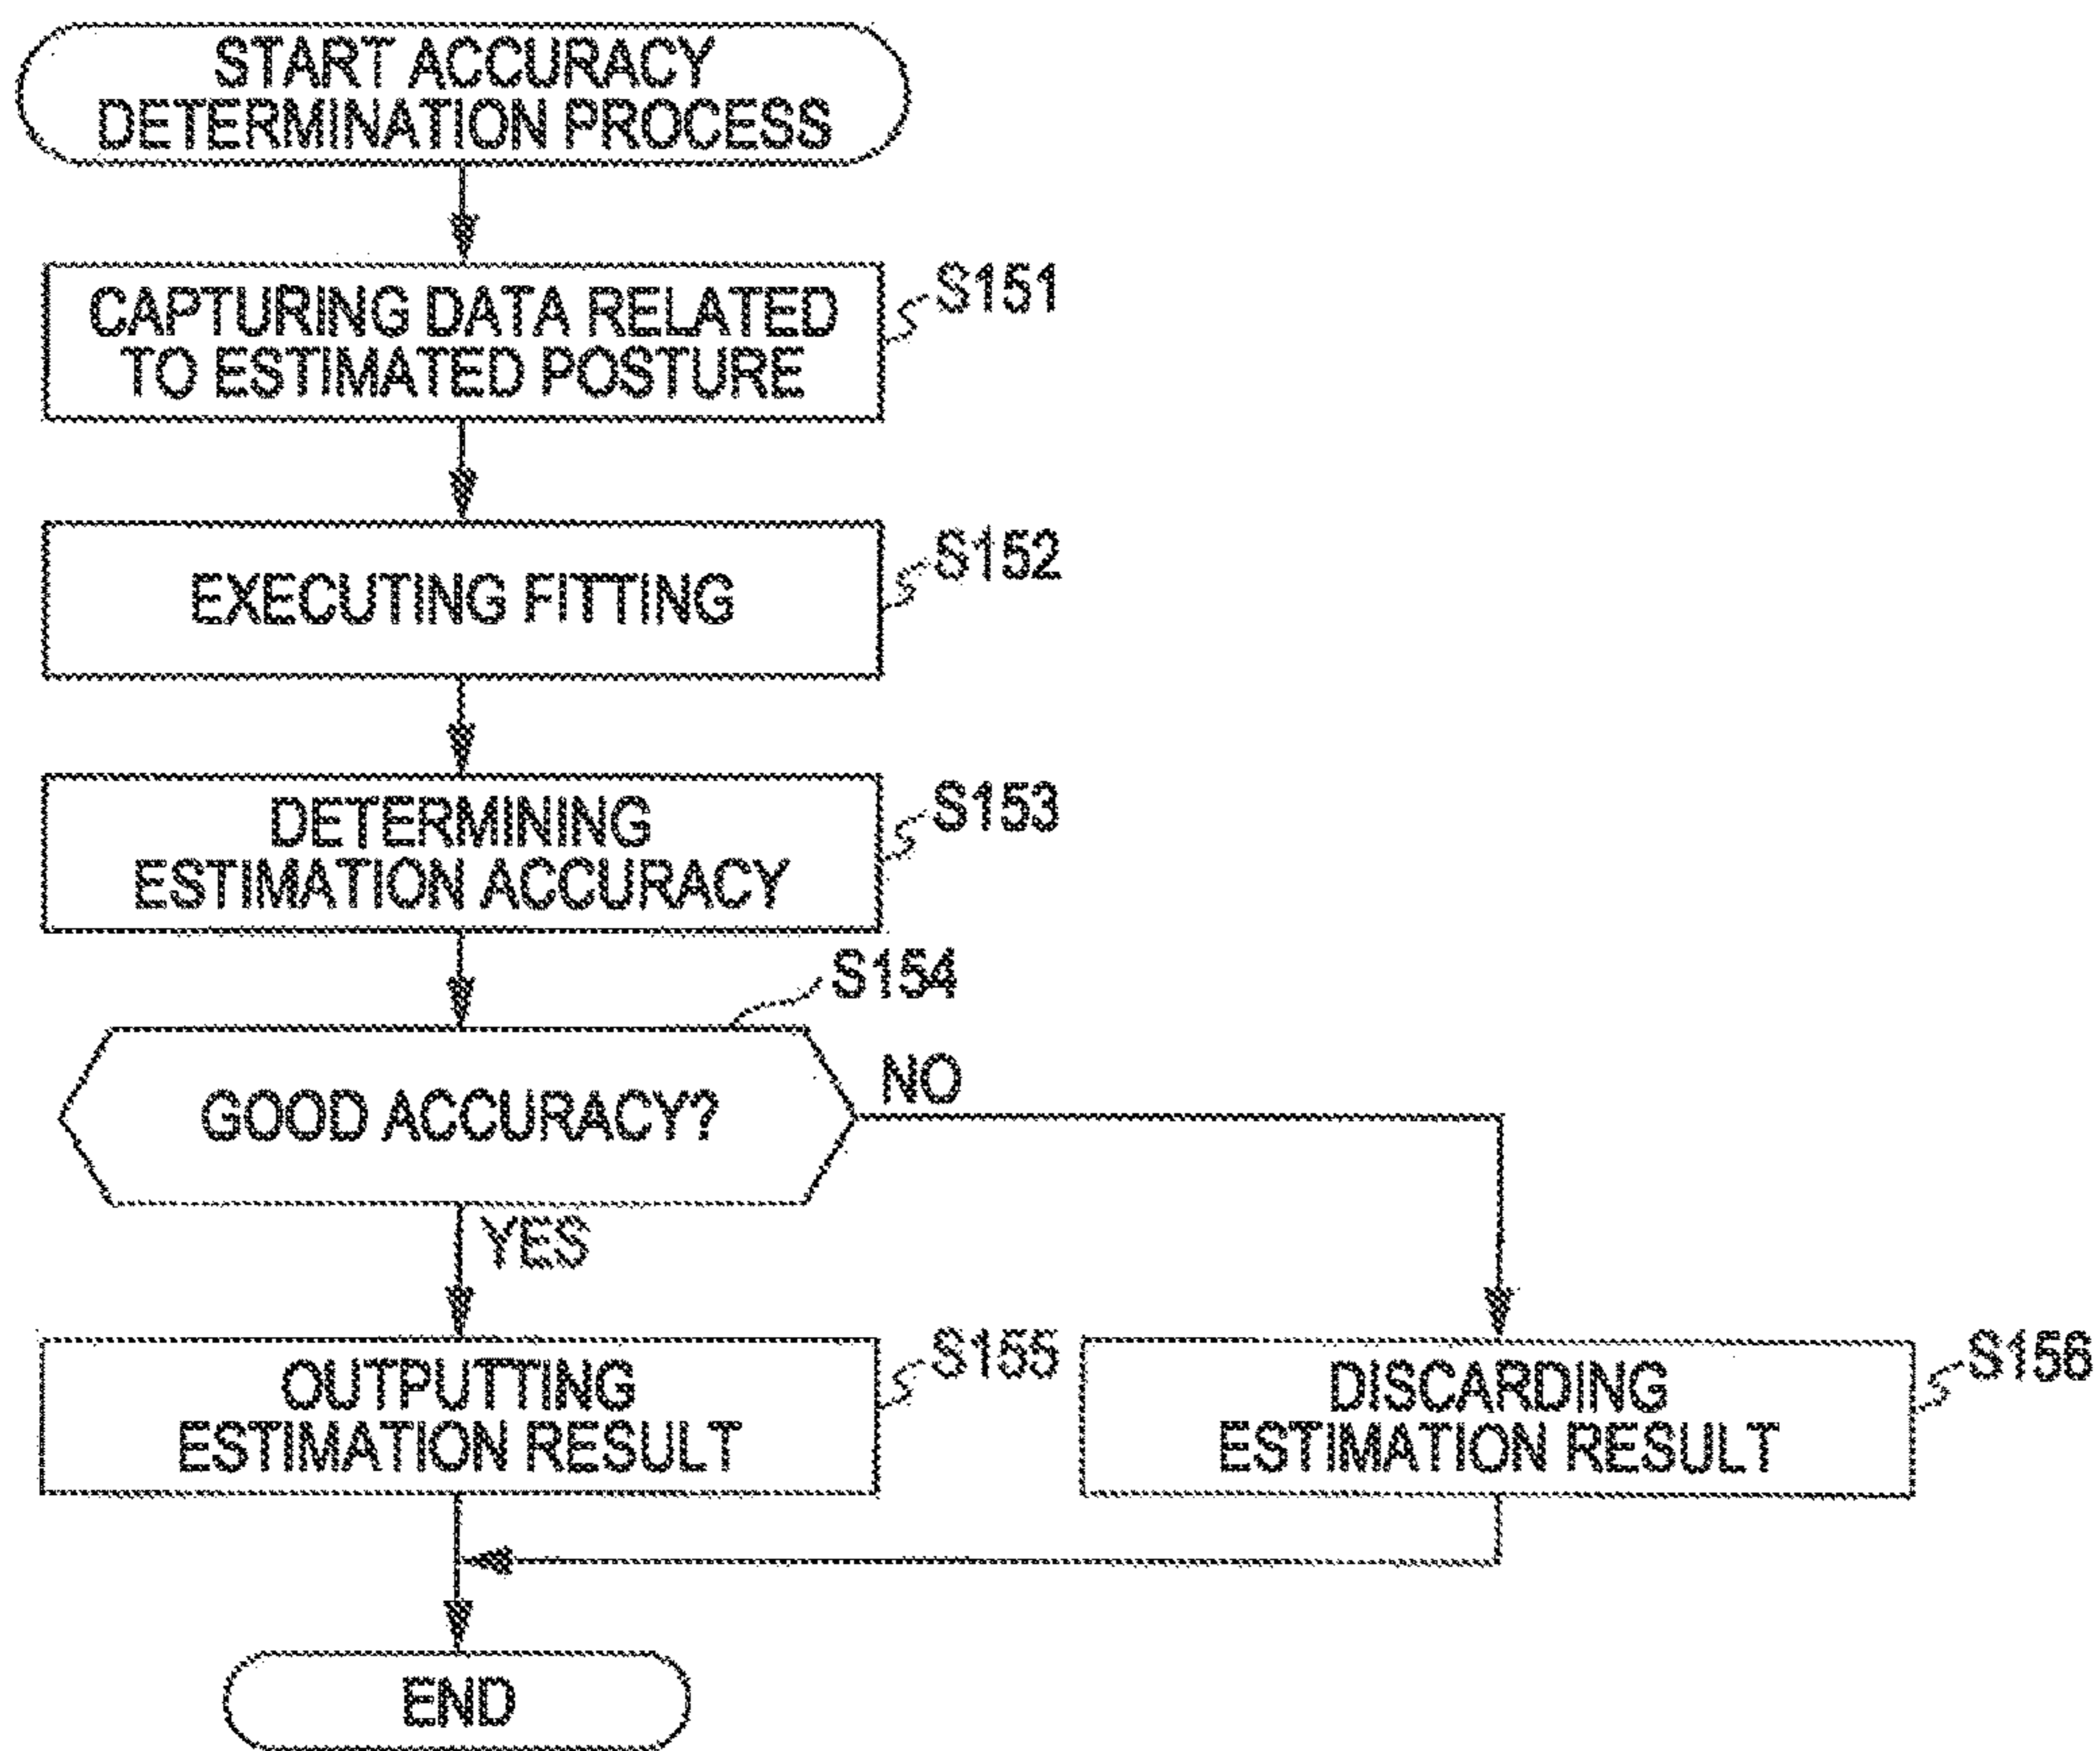 START ACCURACY
DETERMINATION PROCESS
CAPTURING DATA RELATED
TO ESTIMATED POSTURE
S151
EXECUTING FITTING
S152
DETERMINING
ESTIMATION ACCURACY
S153
S154
GOOD ACCURACY?
NO
YES
OUTPUTTING
ESTIMATION RESULT
S155
DISCARDING
ESTIMATION RESULT
S156
END